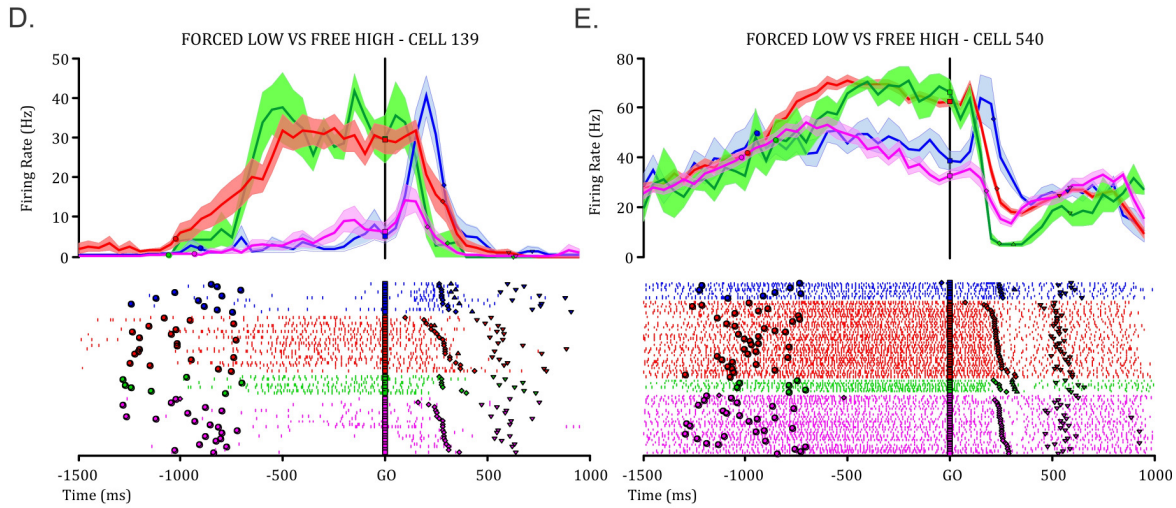 D.
FORCED LOW VS FREE HIGH - CELL 139
Firing Rate (Hz)
50
40
30
20
10
0
-1500
-1000
-500
GO
500
1000
Time (ms)
E.
FORCED LOW VS FREE HIGH - CELL 540
Firing Rate (Hz)
80
60
40
20
0
-1500
-1000
-500
GO
500
1000
Time (ms)